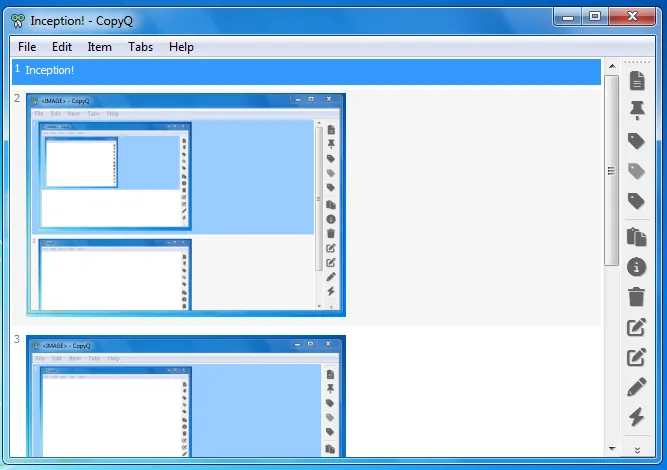 Inception! - CopyQ
File Edit Item Tabs Help
1 Inception!
2
<IMAGE> - CopyQ
File Edit Item Tabs Help
3
<IMAGE> - CopyQ
File Edit Item Tabs Help